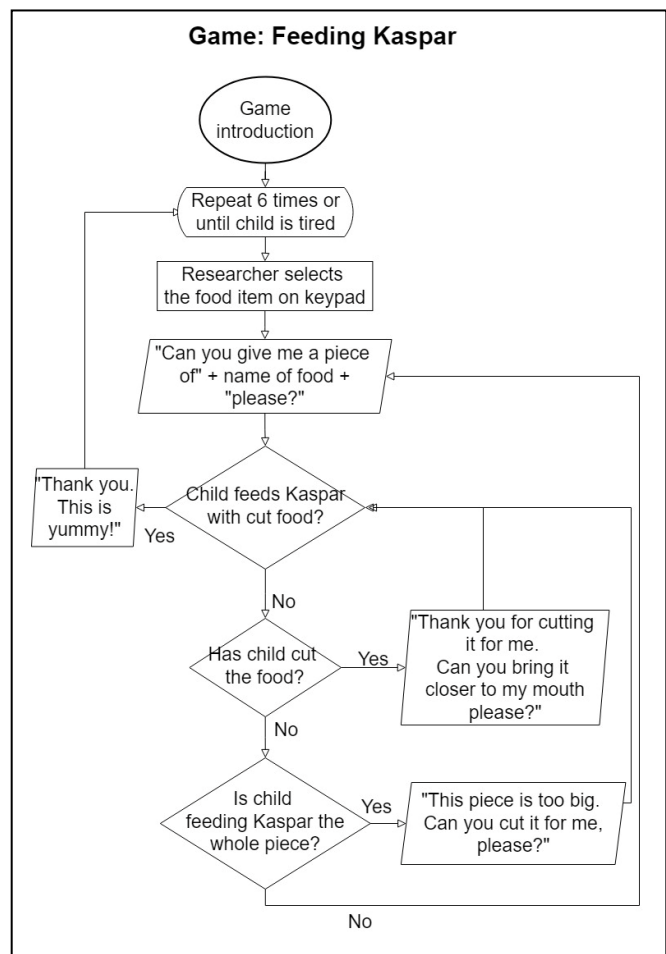 Game: Feeding Kaspar
Game
introduction
Repeat 6 times or
until child is tired
Researcher selects
the food item on keypad
"Can you give me a piece
of" + name of food +
"please?"
Child feeds Kaspar
with cut food?
"Thank you.
This is
yummy!"
Yes
No
Has child cut
the food?
Yes
"Thank you for cutting
it for me.
Can you bring it
closer to my mouth
please?"
No
Is child
feeding Kaspar the
whole piece?
Yes
"This piece is too big.
Can you cut it for me,
please?"
No